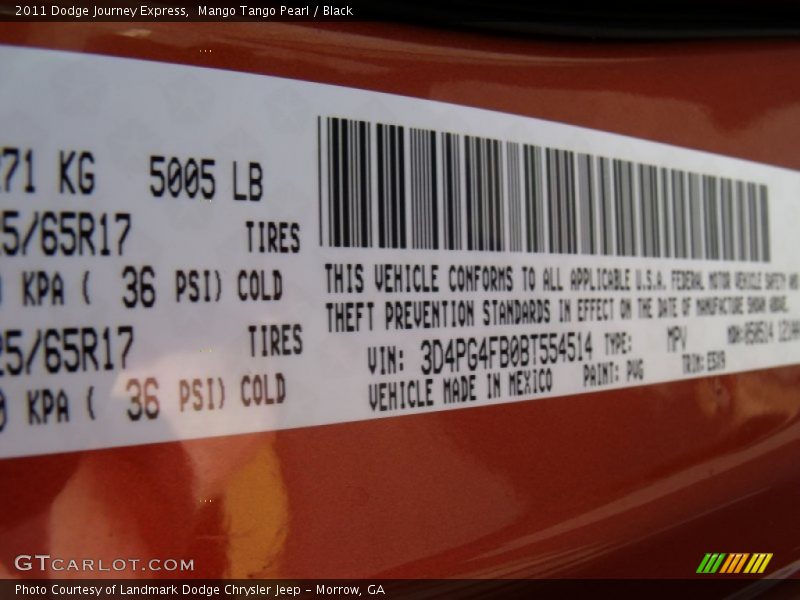 2011 Dodge Journey Express, Mango Tango Pearl / Black
71 KG 5005 LB
5/65R17 TIRES
KPA ( 36 PSI) COLD
25/65R17 TIRES
0 KPA ( 36 PSI) COLD
THIS VEHICLE CONFORMS TO ALL APPLICABLE U.S.A. FEDERAL MOTOR VEHICLE SAFETY AND
THEFT PREVENTION STANDARDS IN EFFECT ON THE DATE OF MANUFACTURE SHOWN ABOVE.
VIN: 3D4PG4FB0BT554514 TYPE: MPV
VEHICLE MADE IN MEXICO PAINT: PVG TRIM:
GTCARLOT.COM
Photo Courtesy of Landmark Dodge Chrysler Jeep - Morrow, GA